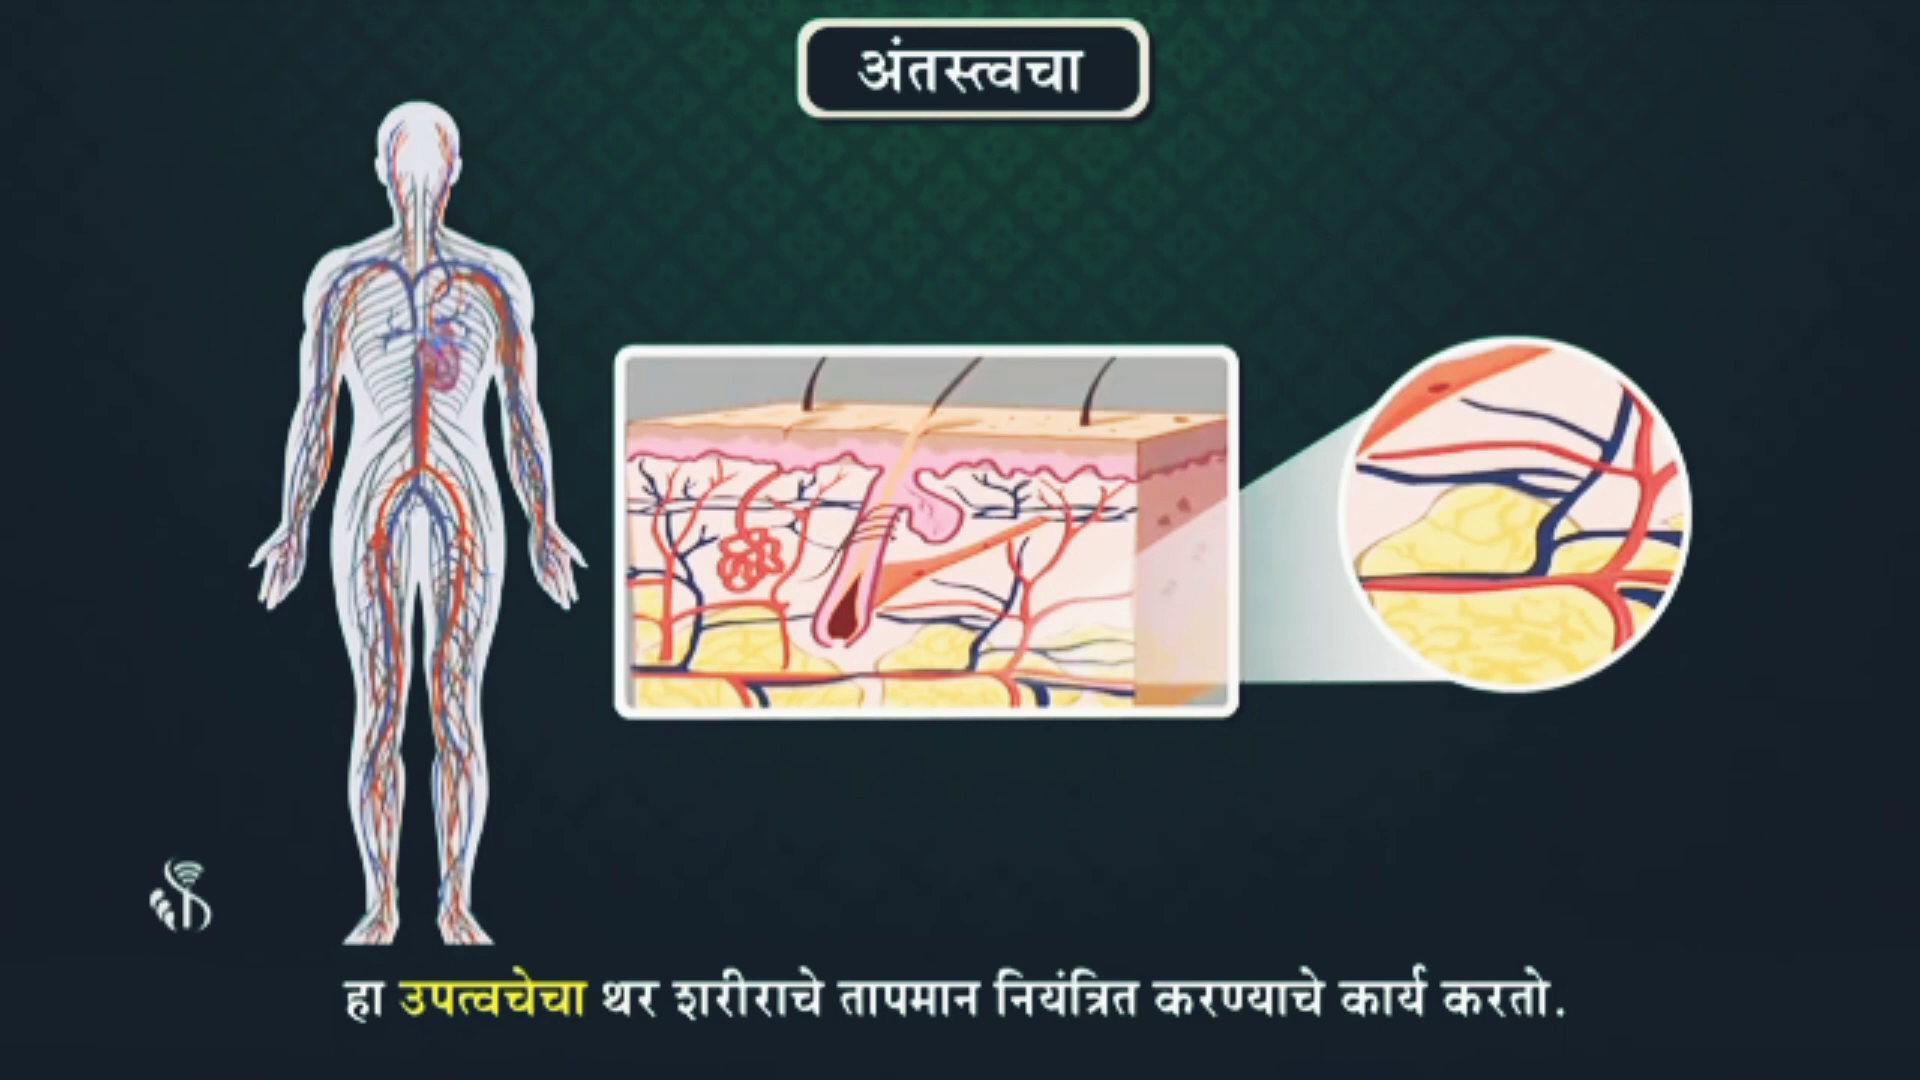 अंतस्त्वचा
हा उपत्वचेचा थर शरीराचे तापमान नियंत्रित करण्याचे कार्य करतो.